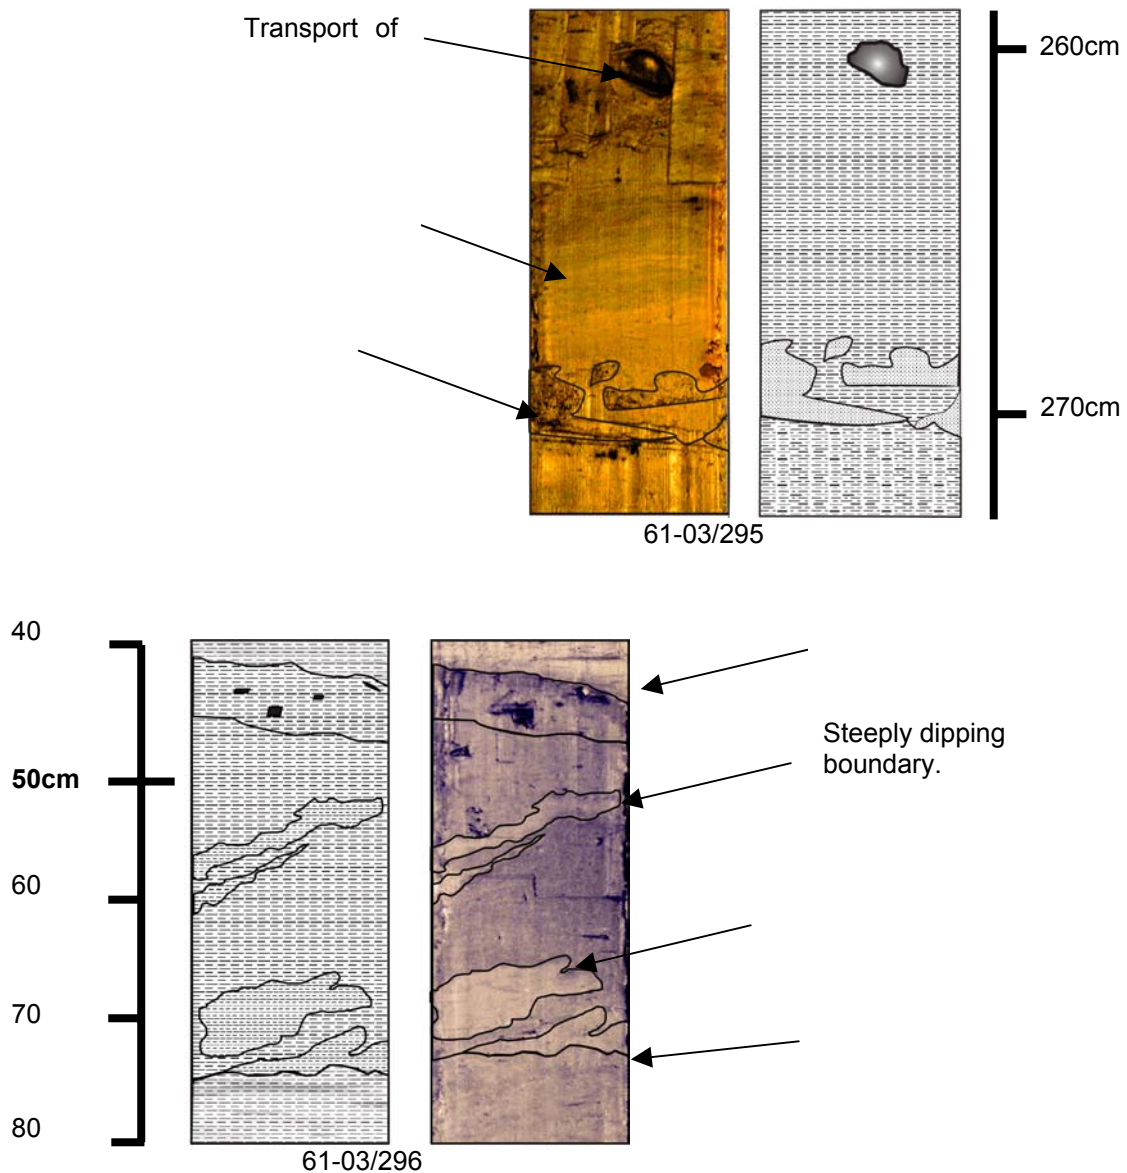 Transport of
260cm
270cm
61-03/295
40
Steeply dipping
boundary.
50cm
60
70
80
61-03/296